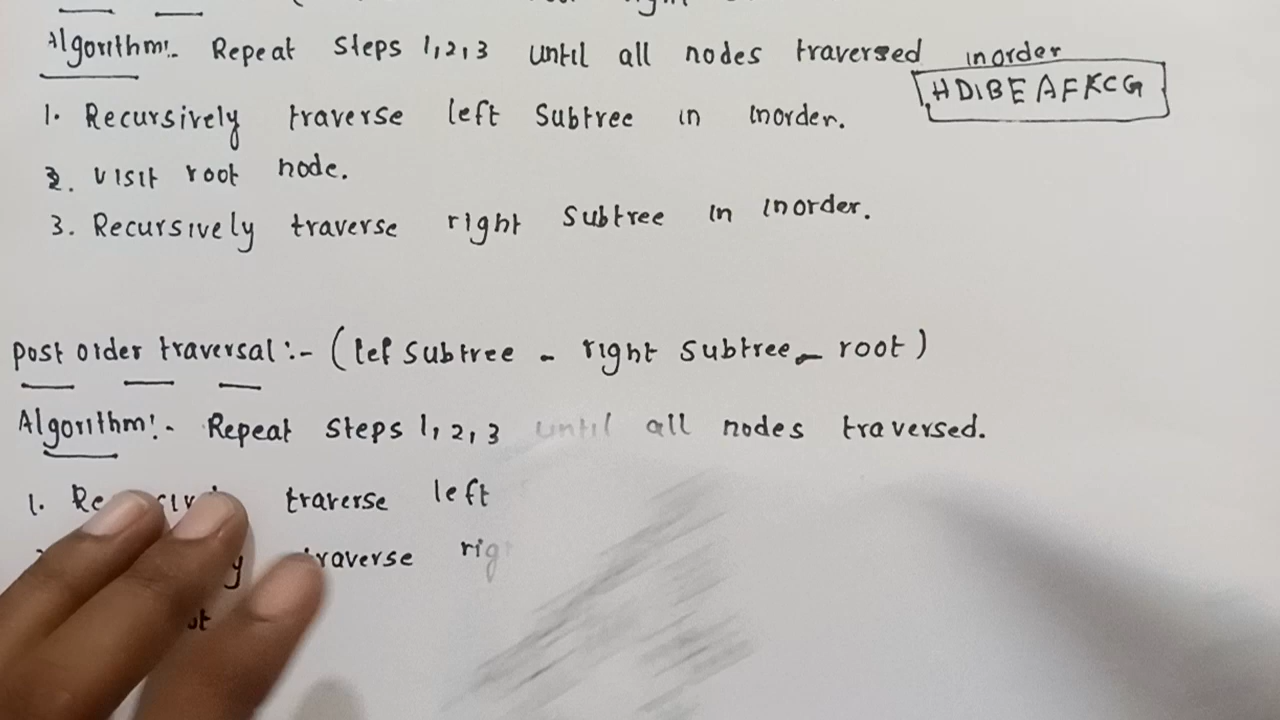 Algorithm:- Repeat Steps 1,2,3 until all nodes traversed inorder
HDIBEAFKCG
1. Recursively traverse left Subtree in Inorder.
2. visit root node.
3. Recursively traverse right Subtree in inorder.
post order traversal:- (lef subtree - right subtree - root)
Algorithm:- Repeat Steps 1,2,3 until all nodes traversed.
1. traverse left
traverse